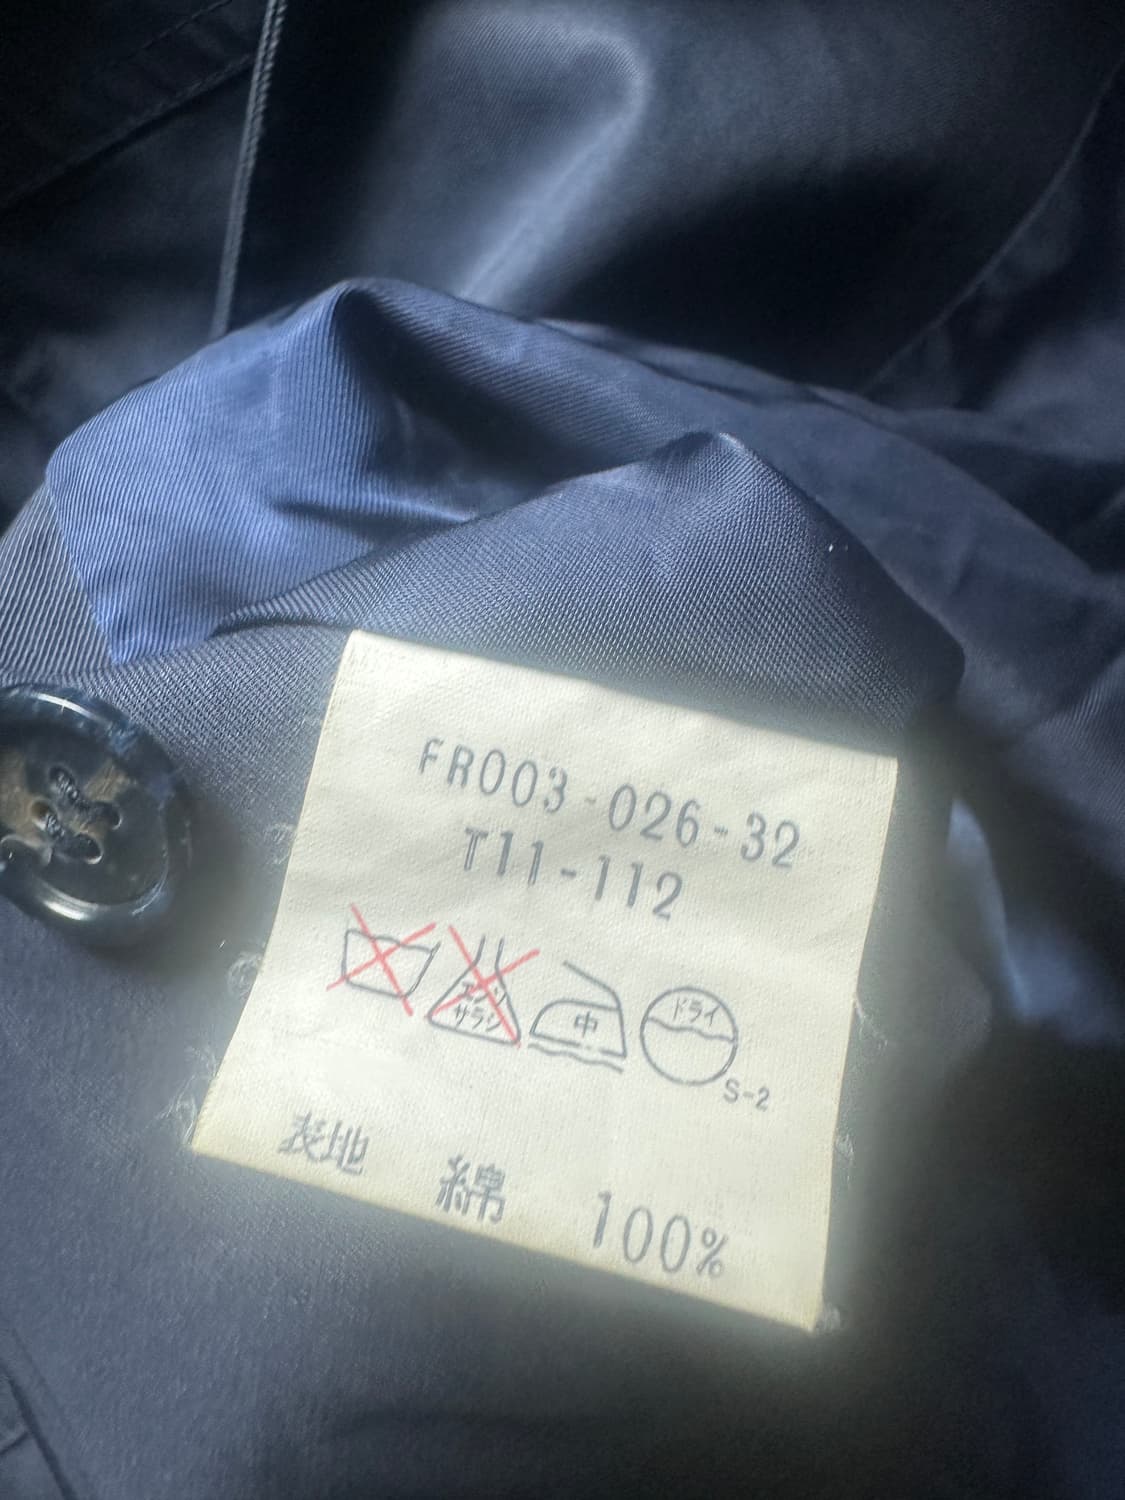 FR003-026-32
T11-112
エンソ
サラシ
中
ドライ
S-2
表地 綿 100%